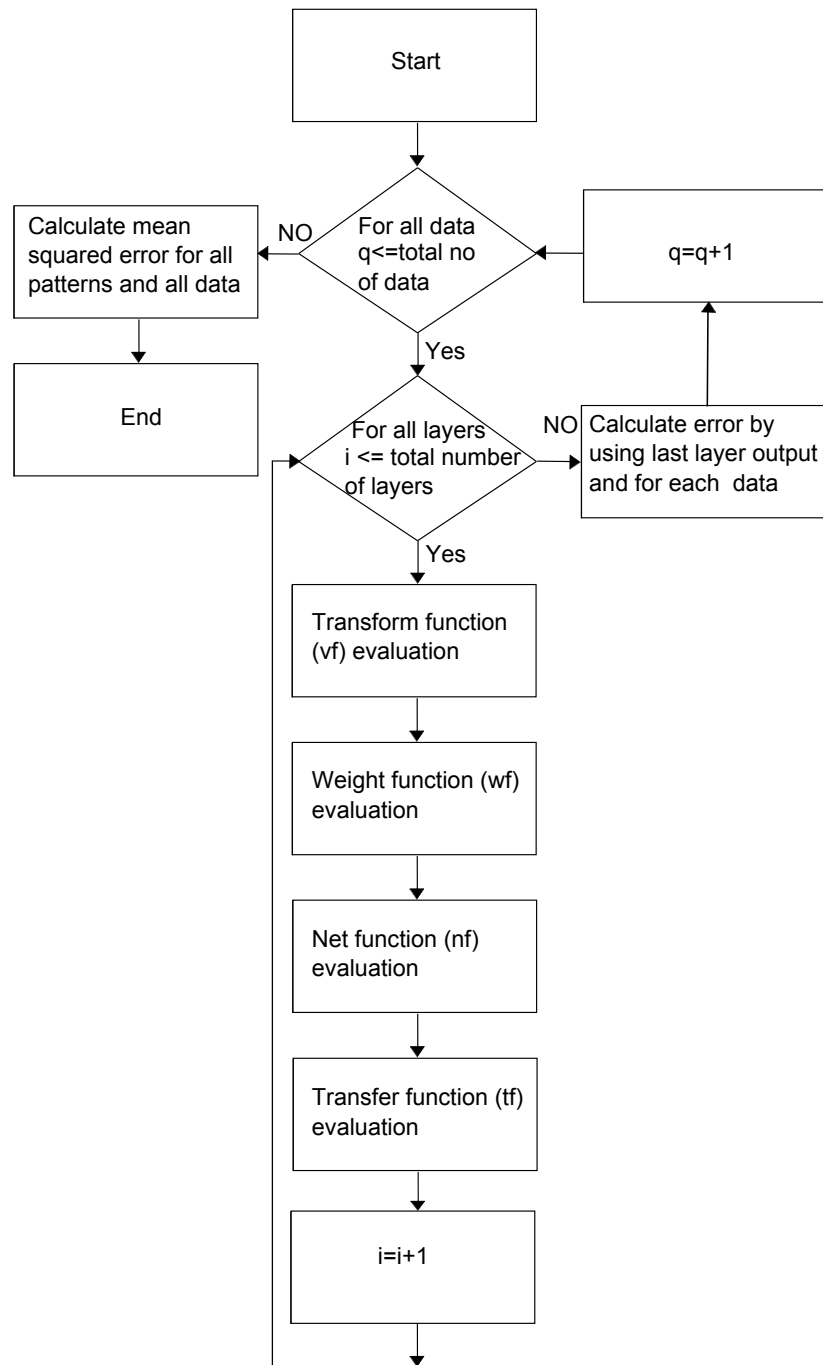 Start
For all data
q<=total no
of data
NO
Calculate mean
squared error for all
patterns and all data
End
q=q+1
Yes
For all layers
i <= total number
of layers
NO
Calculate error by
using last layer output
and for each data
Yes
Transform function
(vf) evaluation
Weight function (wf)
evaluation
Net function (nf)
evaluation
Transfer function (tf)
evaluation
i=i+1